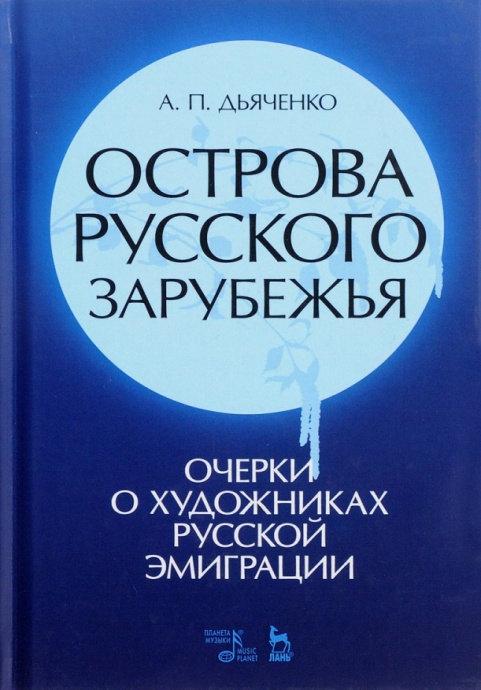 А. П. ДЬЯЧЕНКО
ОСТРОВА
РУССКОГО
ЗАРУБЕЖЬЯ
ОЧЕРКИ
О ХУДОЖНИКАХ
РУССКОЙ
ЭМИГРАЦИИ
ПЛАНЕТА
МУЗЫКИ
MUSIC
PLANET
ЛАНЬ